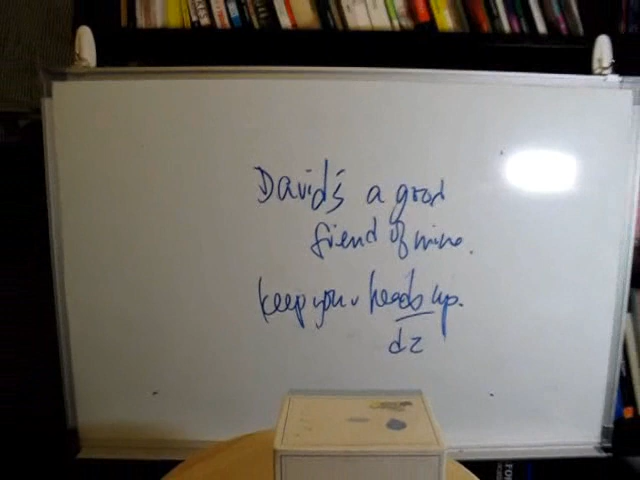 David's a good
friend of mine.
keep your heads up.
dz